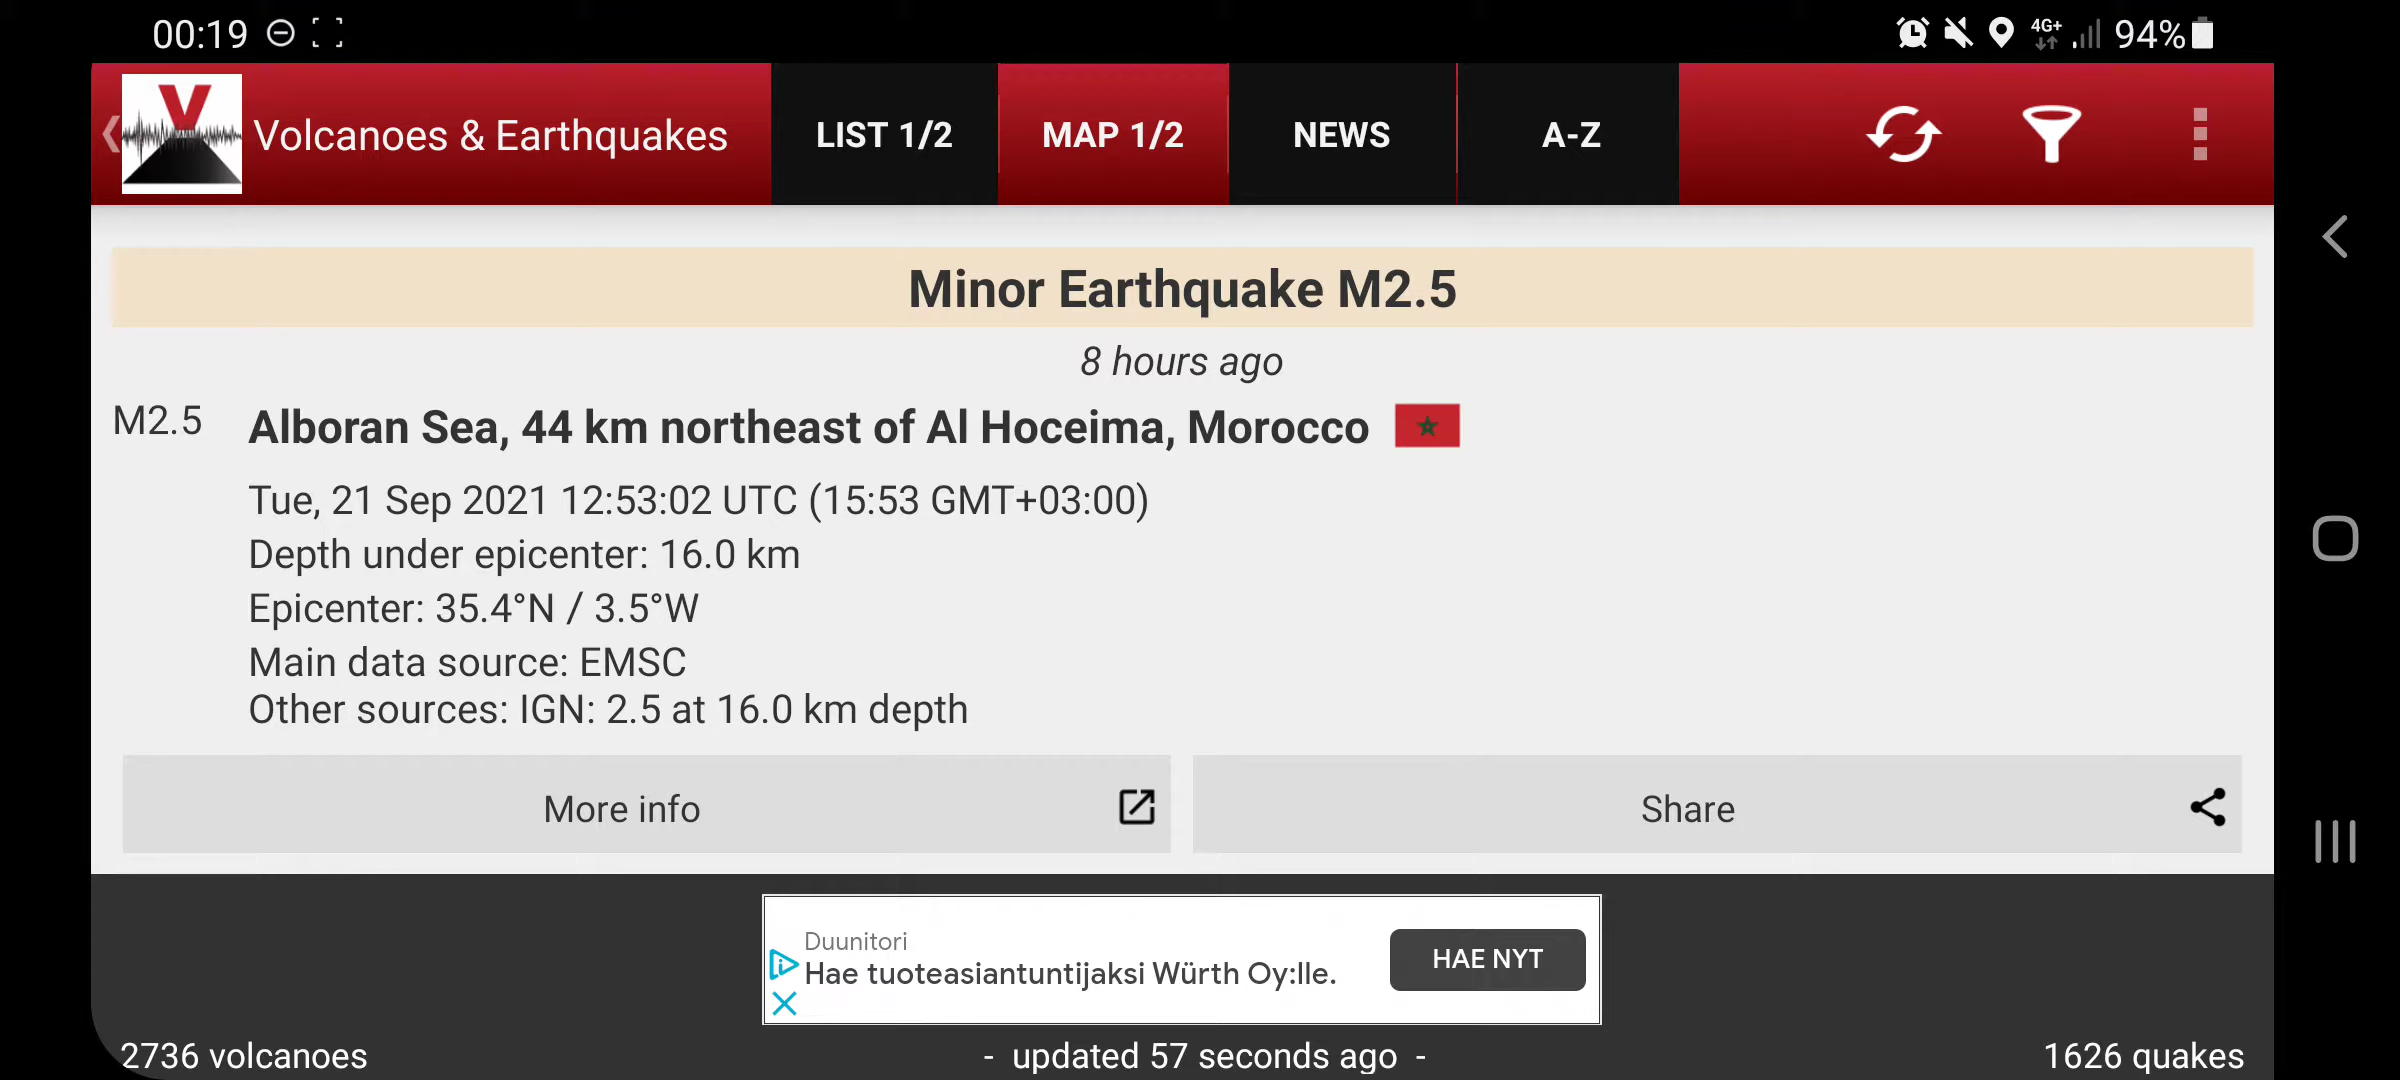 00:19
4G+ 94%
V
Volcanoes & Earthquakes
LIST 1/2
MAP 1/2
NEWS
A-Z
Minor Earthquake M2.5
8 hours ago
M2.5
Alboran Sea, 44 km northeast of Al Hoceima, Morocco
Tue, 21 Sep 2021 12:53:02 UTC (15:53 GMT+03:00)
Depth under epicenter: 16.0 km
Epicenter: 35.4°N / 3.5°W
Main data source: EMSC
Other sources: IGN: 2.5 at 16.0 km depth
More info
Share
Duunitori
Hae tuoteasiantuntijaksi Würth Oy:lle.
HAE NYT
2736 volcanoes
- updated 57 seconds ago -
1626 quakes